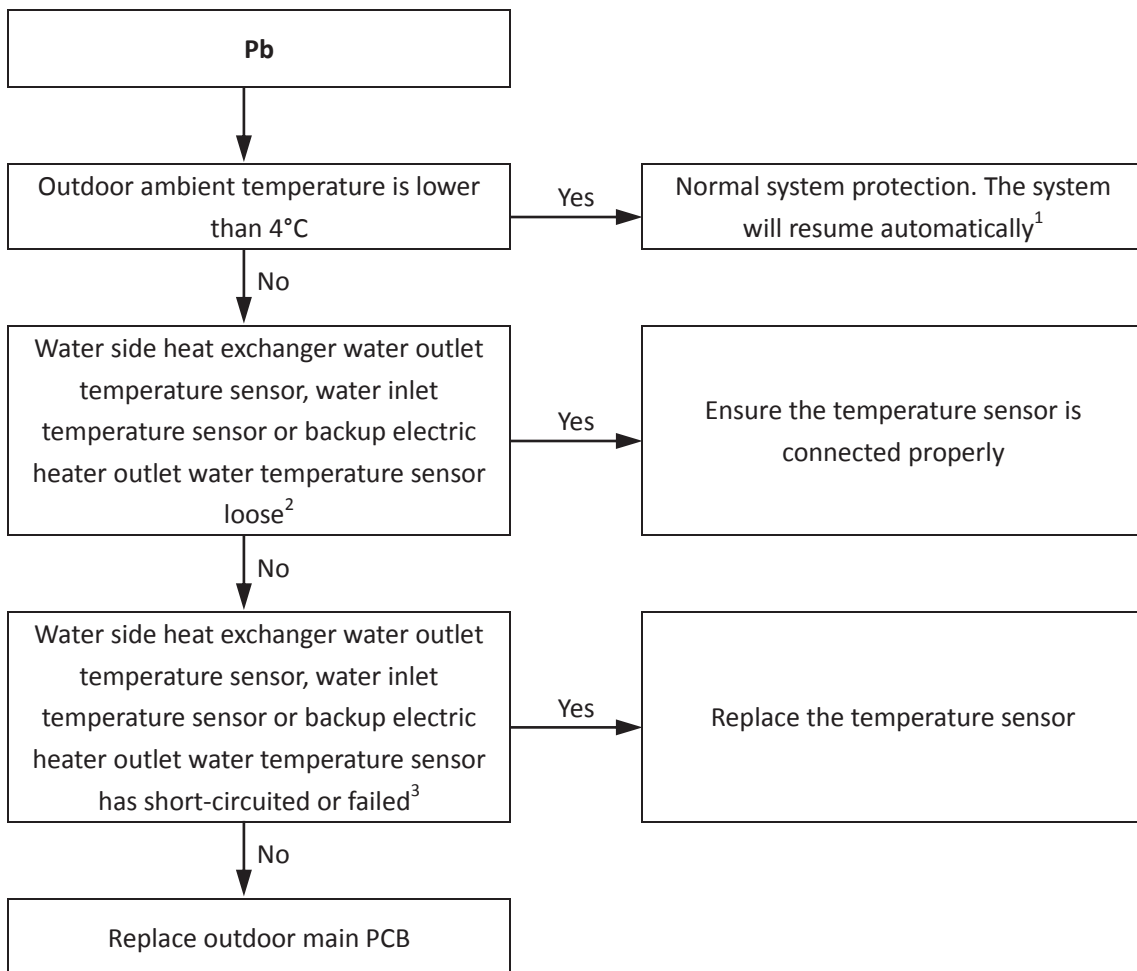 Pb
Outdoor ambient temperature is lower
than 4°C
Yes
Normal system protection. The system
will resume automatically1
No
Water side heat exchanger water outlet
temperature sensor, water inlet
temperature sensor or backup electric
heater outlet water temperature sensor
loose2
Yes
Ensure the temperature sensor is
connected properly
No
Water side heat exchanger water outlet
temperature sensor, water inlet
temperature sensor or backup electric
heater outlet water temperature sensor
has short-circuited or failed3
Yes
Replace the temperature sensor
No
Replace outdoor main PCB